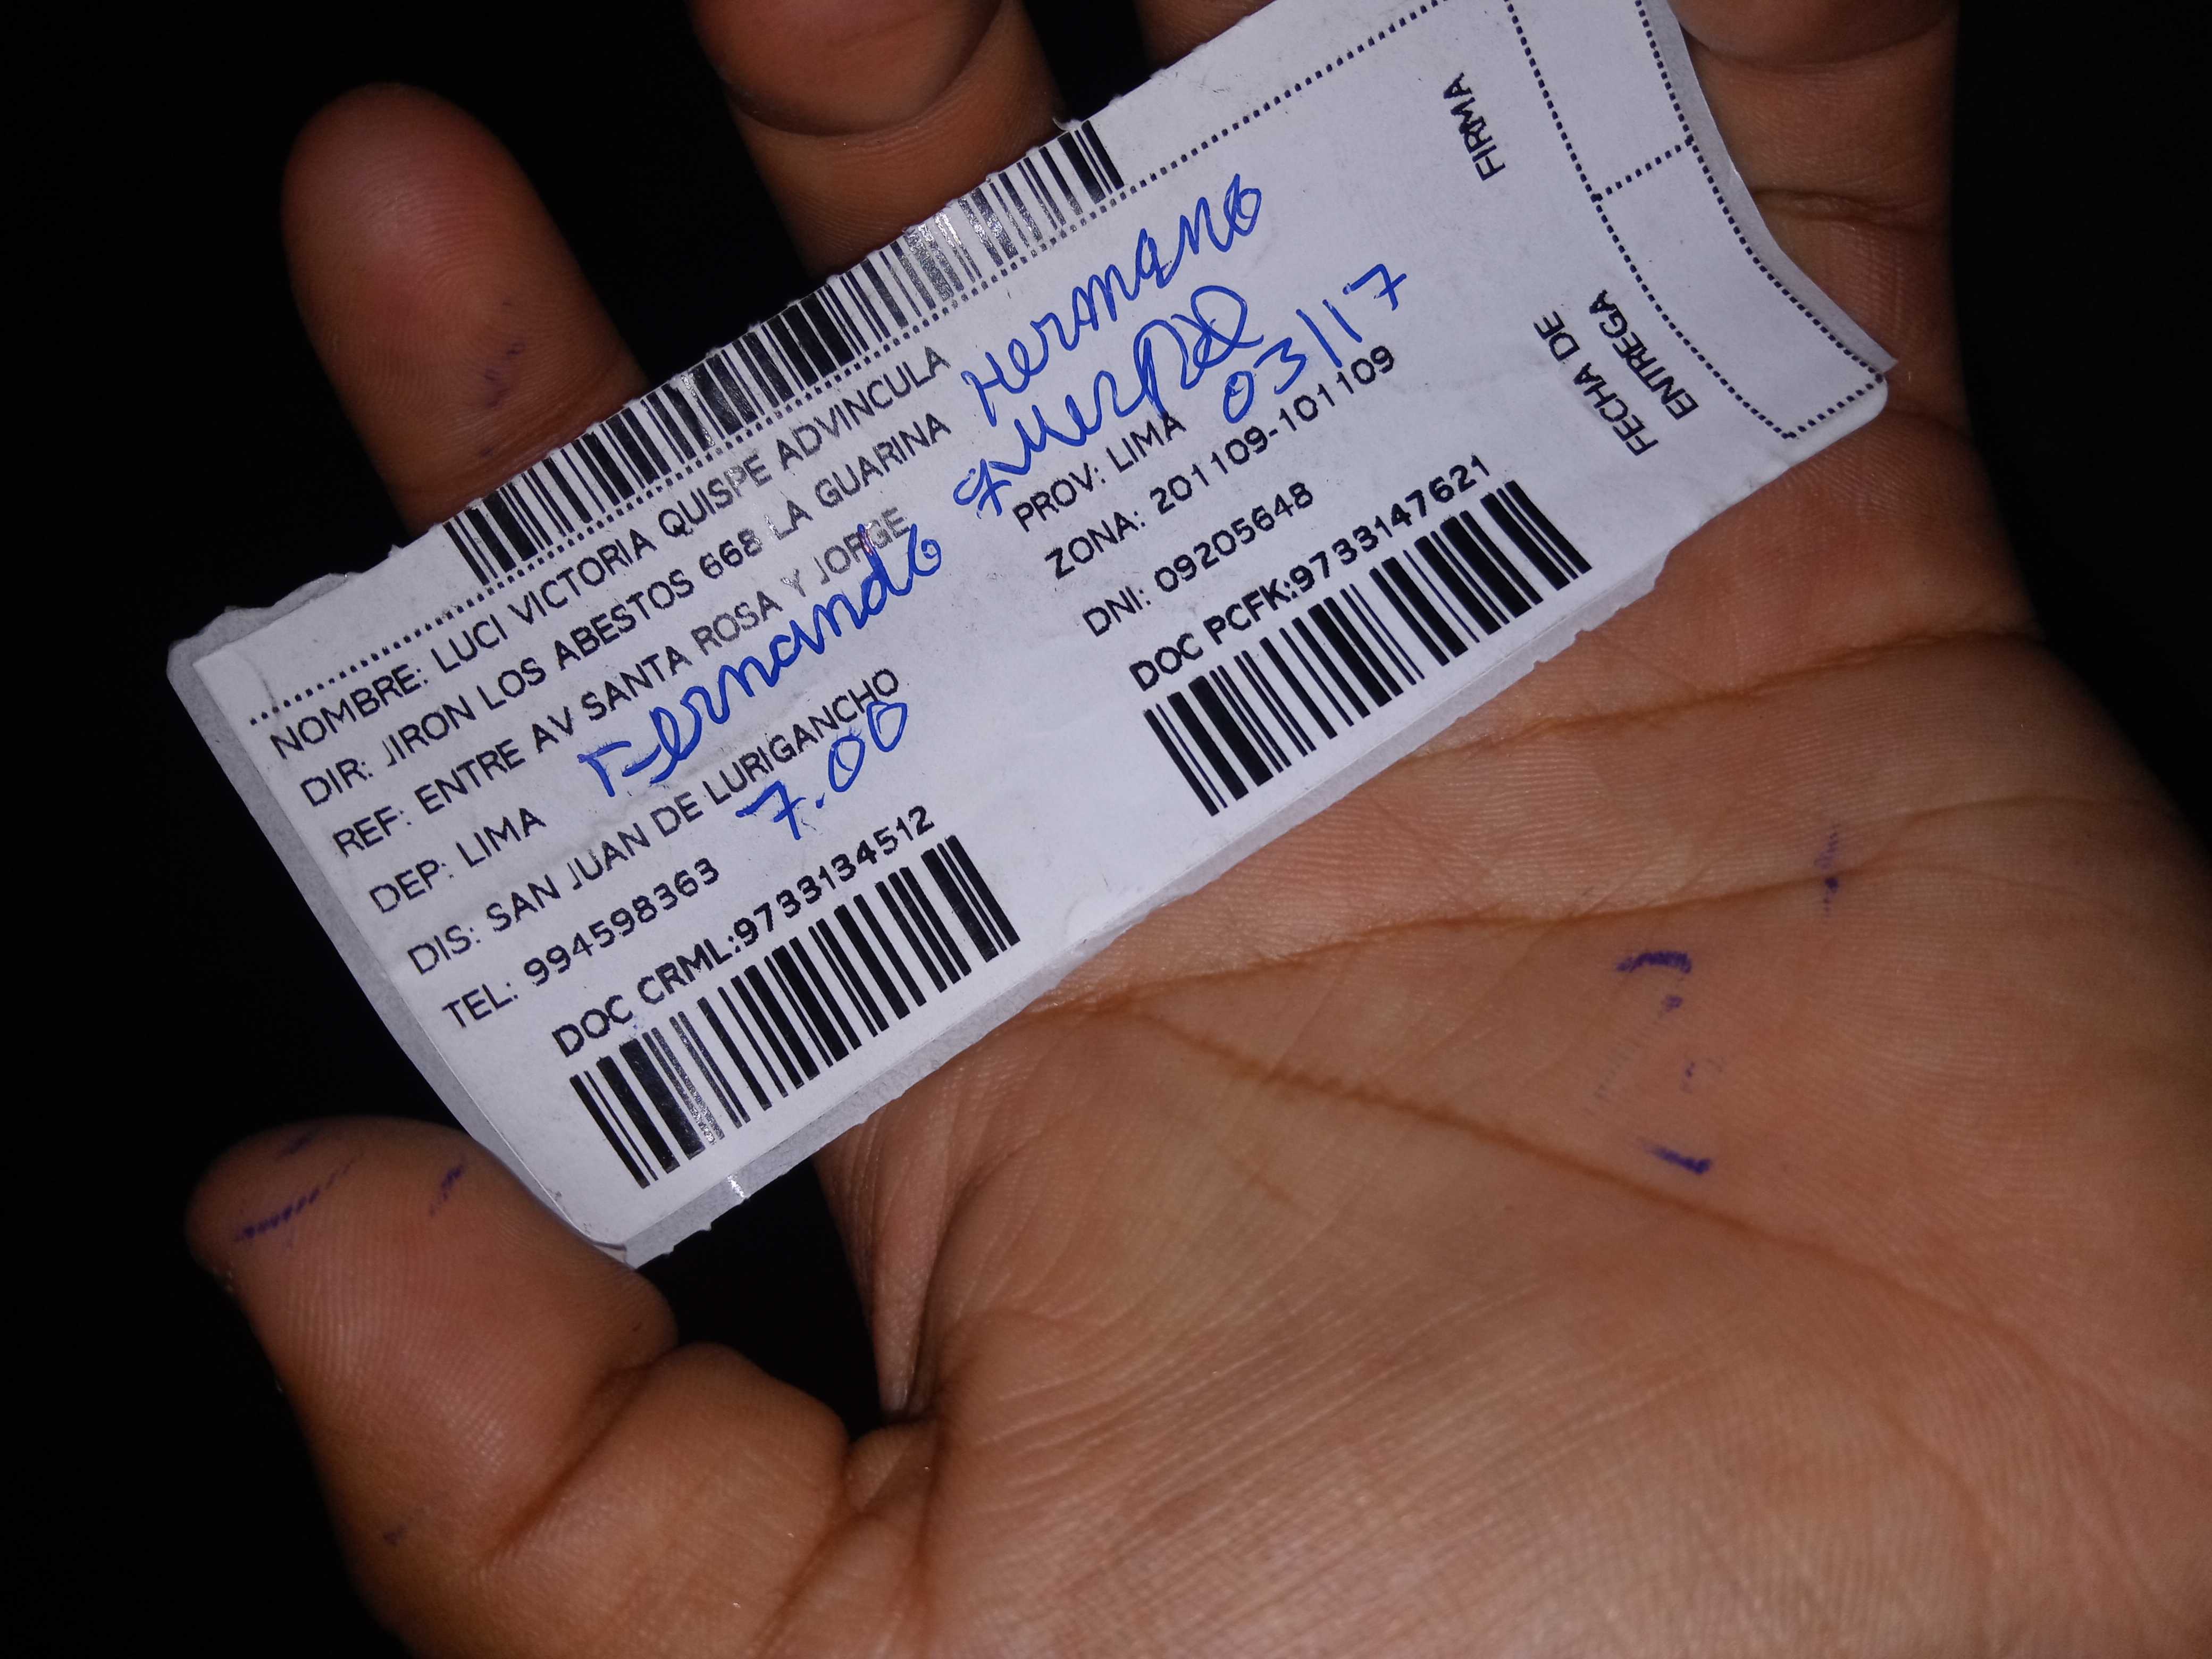 NOMBRE: LUCI VICTORIA QUISPE ADVINCULA
DIR: JIRON LOS ABESTOS 668 LA GUARINA Hermano
REF: ENTRE AV SANTA ROSA Y JORGE
DEP: LIMA Fernando PROV: LIMA 03/17
DIS: SAN JUAN DE LURIGANCHO ZONA: 201109-101109
7.00
TEL: 994598363 DNI: 09205648
DOC CRML:9733134512 DOC PCFK:9733147621
FIRMA
FECHA DE
ENTREGA